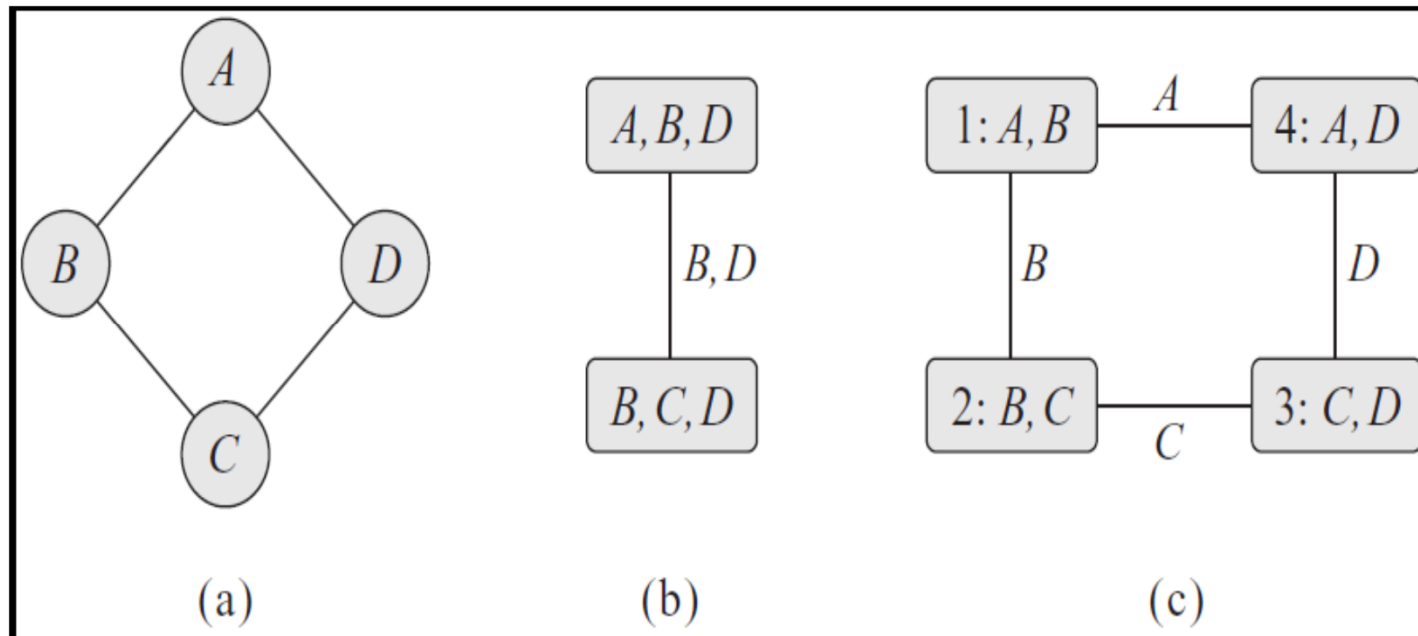 A
B
D
C
(a)
A, B, D
B, D
B, C, D
(b)
1: A, B
A
4: A, D
B
D
2: B, C
C
3: C, D
(c)